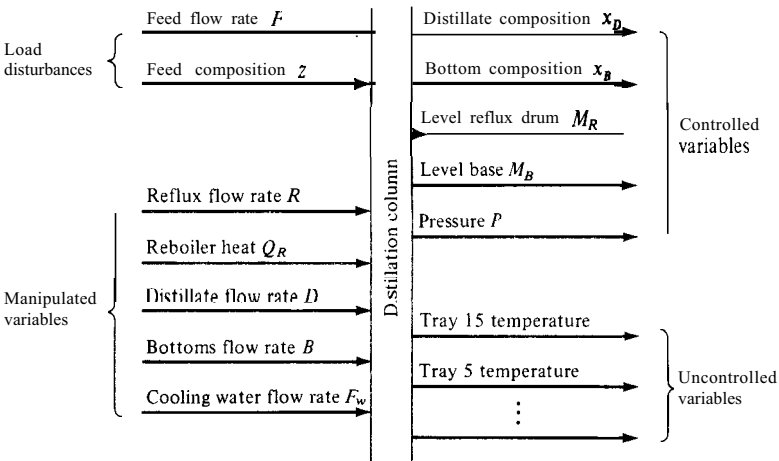 Load
disturbances
Feed flow rate F
Feed composition z
Manipulated
variables
Reflux flow rate R
Reboiler heat Q_R
Distillate flow rate D
Bottoms flow rate B
Cooling water flow rate F_w
Distillation column
Distillate composition x_D
Bottom composition x_B
Level reflux drum M_R
Level base M_B
Pressure P
Controlled
variables
Tray 15 temperature
Tray 5 temperature
⋮
Uncontrolled
variables